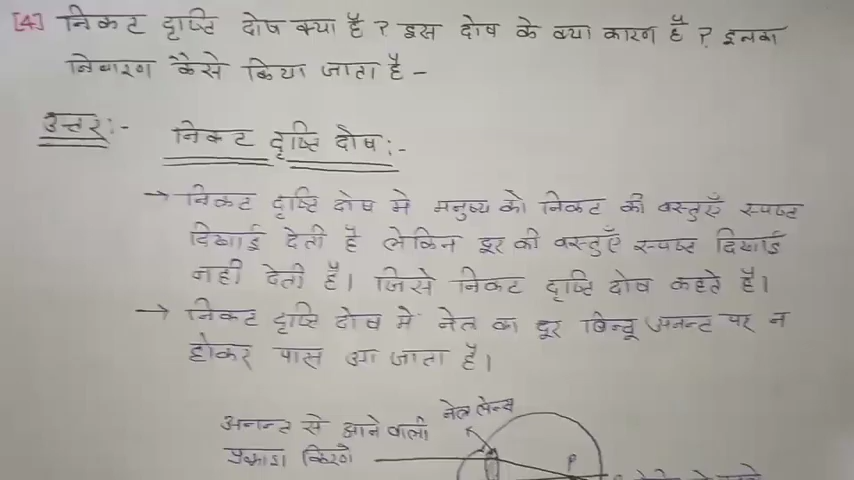 [4] निकट दृष्टि दोष क्या है ? इस दोष के क्या कारण है ? इनका
निवारण कैसे किया जाता है –
उत्तर:-
निकट दृष्टि दोष:-
→ निकट दृष्टि दोष मे मनुष्य को निकट की वस्तुएँ स्पष्ट
दिखाई देती है लेकिन दूर की वस्तुएँ स्पष्ट दिखाई
नही देती है। जिसे निकट दृष्टि दोष कहते है।
→ निकट दृष्टि दोष में नेत्र का दूर बिन्दू अनन्ट पर न
होकर पास आ जाता है।
नेत्र लेन्स
अनन्त से आने वाली
प्रकाश किरणे
P